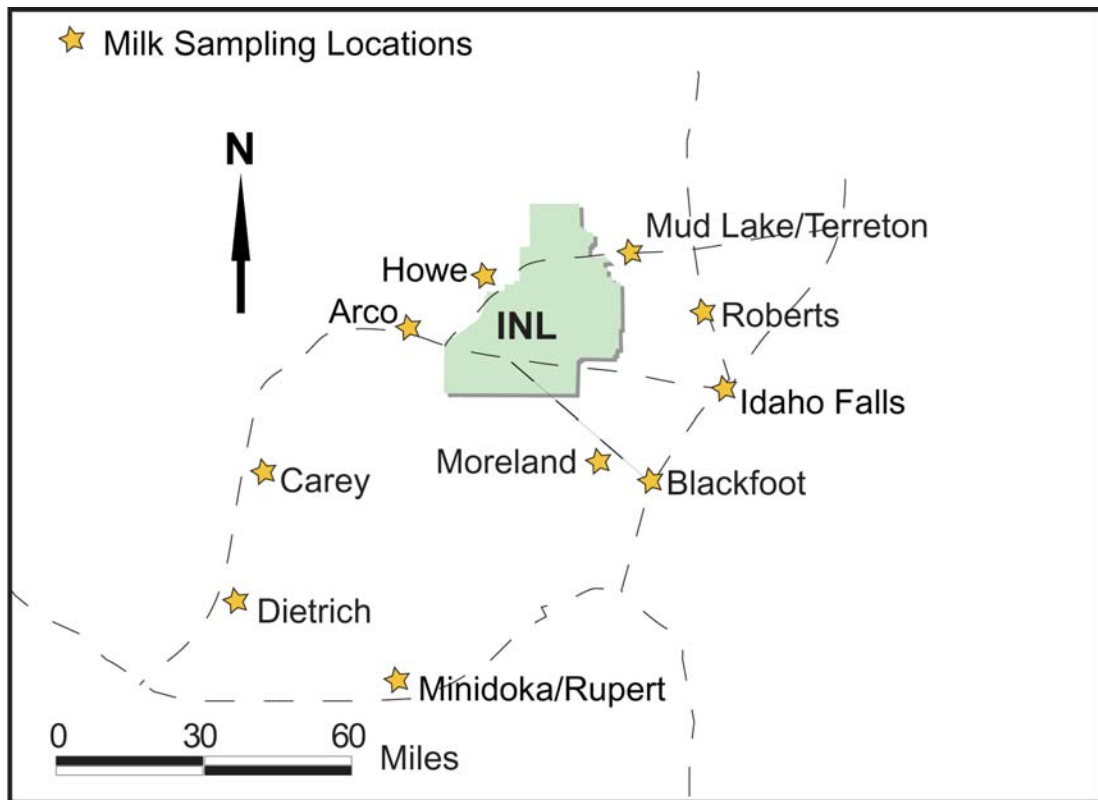 Milk Sampling Locations
N
Mud Lake/Terreton
Howe
Arco
INL
Roberts
Idaho Falls
Moreland
Carey
Blackfoot
Dietrich
Minidoka/Rupert
0 30 60
Miles